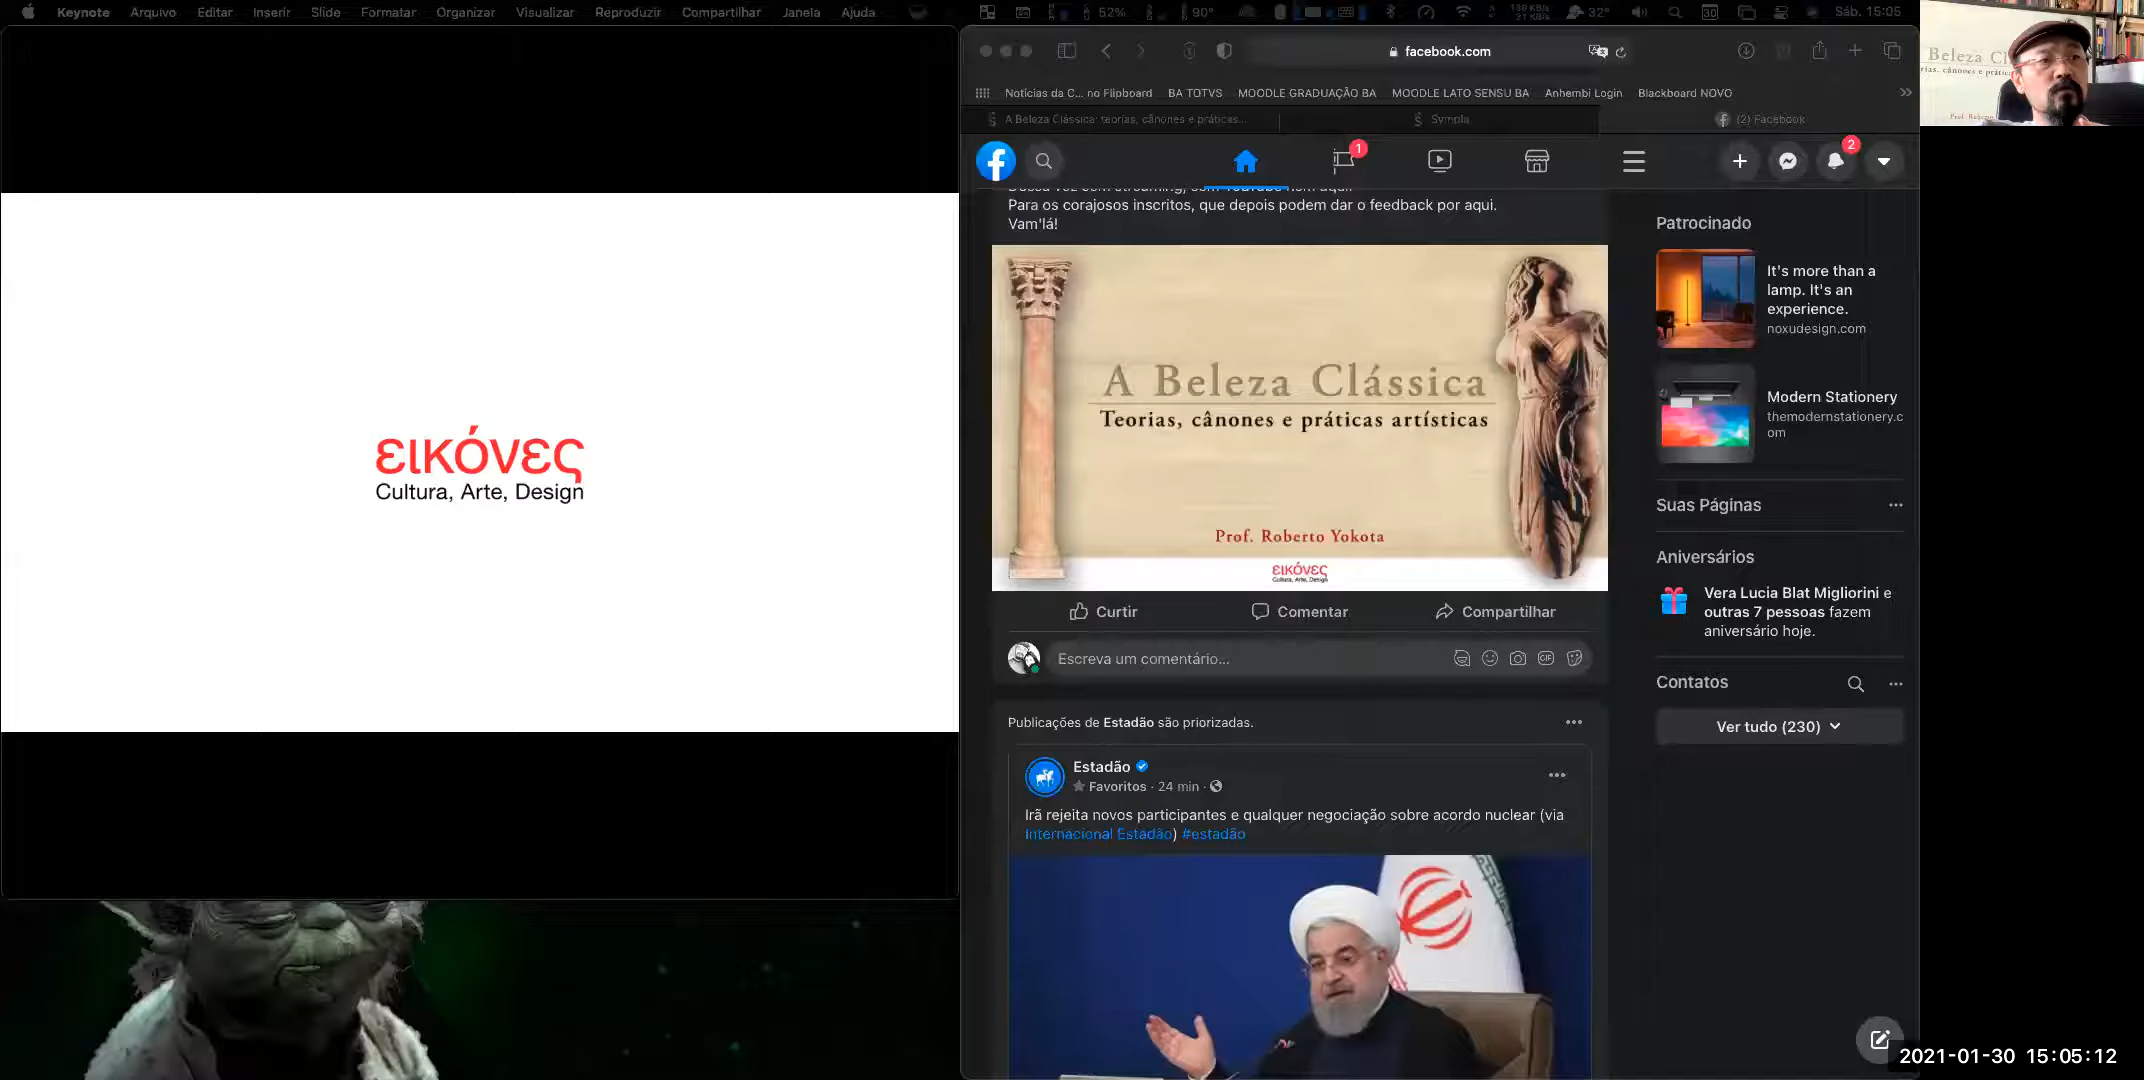 Keynote Arquivo Editar Inserir Slide Formatar Organizar Visualizar Reproduzir Compartilhar Janela Ajuda
52% 90° 32° 30 Sáb. 15:05
facebook.com
Notícias da C... no Flipboard BA TOTVS MOODLE GRADUAÇÃO BA MOODLE LATO SENSU BA Anhembi Login Blackboard NOVO
A Beleza Clássica: teorias, cânones e práticas...
Sympla
(2) Facebook
1
2
Para os corajosos inscritos, que depois podem dar o feedback por aqui.
Vam'lá!
A Beleza Clássica
Teorias, cânones e práticas artísticas
Prof. Roberto Yokota
εικόνες
Cultura, Arte, Design
Curtir Comentar Compartilhar
Escreva um comentário...
GIF
Publicações de Estadão são priorizadas.
Estadão
Favoritos · 24 min ·
Irã rejeita novos participantes e qualquer negociação sobre acordo nuclear (via
Internacional Estadão) #estadão
εικόνες
Cultura, Arte, Design
Patrocinado
It's more than a
lamp. It's an
experience.
noxudesign.com
Modern Stationery
themodernstationery.c
om
Suas Páginas
Aniversários
Vera Lucia Blat Migliorini e
outras 7 pessoas fazem
aniversário hoje.
Contatos
Ver tudo (230)
2021-01-30 15:05:12